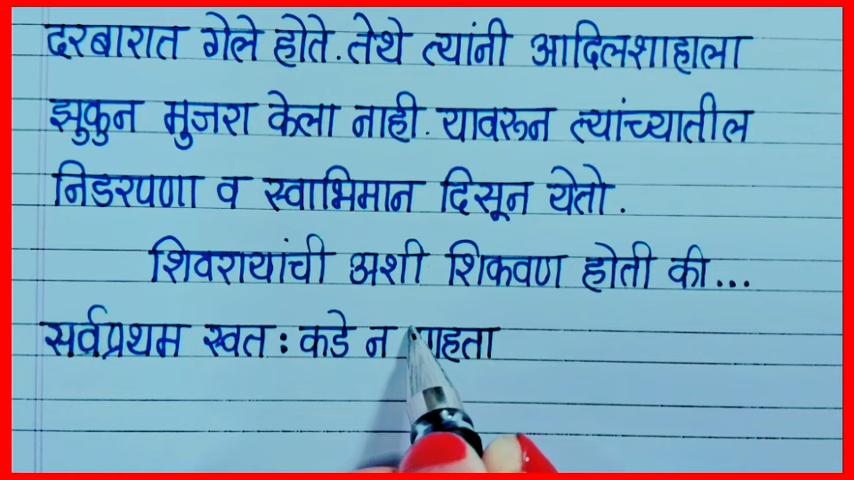 दरबारात गेले होते. तेथे त्यांनी आदिलशाहाला
झुकुन मुजरा केला नाही. यावरून त्यांच्यातील
निडरपणा व स्वाभिमान दिसून येतो.
शिवरायांची अशी शिकवण होती की...
सर्वप्रथम स्वतः कडे न पाहता